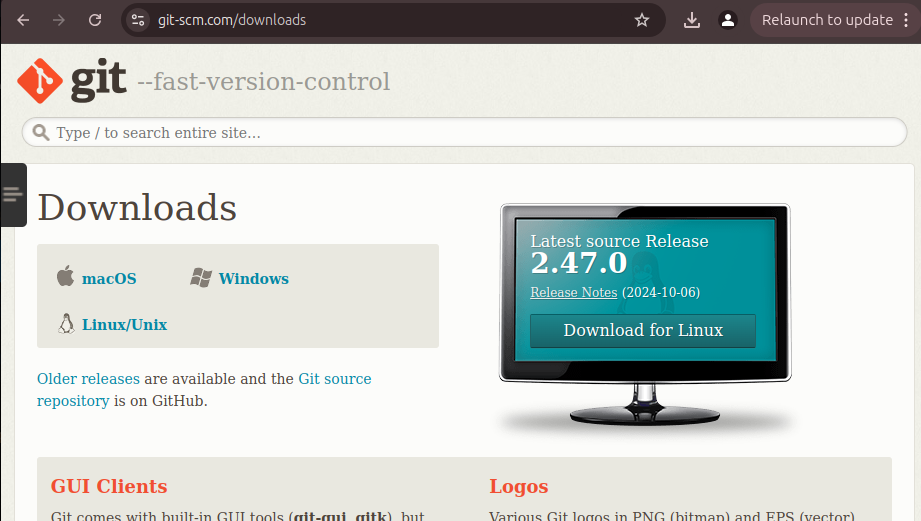 git-scm.com/downloads
Relaunch to update
git --fast-version-control
Type / to search entire site...
Downloads
macOS
Windows
Linux/Unix
Older releases are available and the Git source
repository is on GitHub.
Latest source Release
2.47.0
Release Notes (2024-10-06)
Download for Linux
GUI Clients
Git comes with built-in GUI tools (git-gui, gitk), but
Logos
Various Git logos in PNG (bitmap) and EPS (vector)